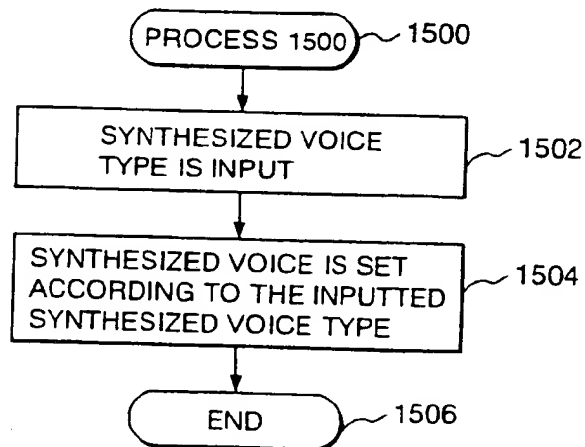 PROCESS 1500
1500
SYNTHESIZED VOICE
TYPE IS INPUT
1502
SYNTHESIZED VOICE IS SET
ACCORDING TO THE INPUTTED
SYNTHESIZED VOICE TYPE
1504
END
1506